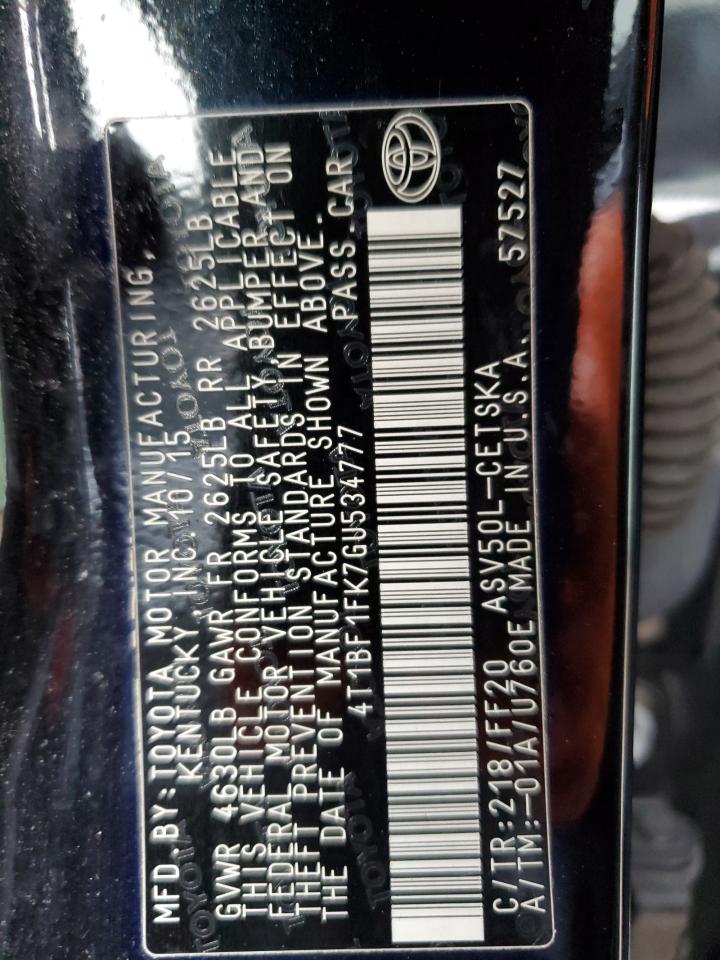 MFD.BY:TOYOTA MOTOR MANUFACTURING,
KENTUCKY INC. 10/15
GVWR 4630LB GAWR FR 2625LB RR 2625LB
THIS VEHICLE CONFORMS TO ALL APPLICABLE
FEDERAL MOTOR VEHICLE SAFETY,BUMPER AND
THEFT PREVENTION STANDARDS IN EFFECT ON
THE DATE OF MANUFACTURE SHOWN ABOVE.
4T1BF1FK7GU534777 PASS.CAR
C/TR:218/FF20 ASV50L-CETSKA 57527
A/TM:-01A/U760E MADE IN U.S.A.